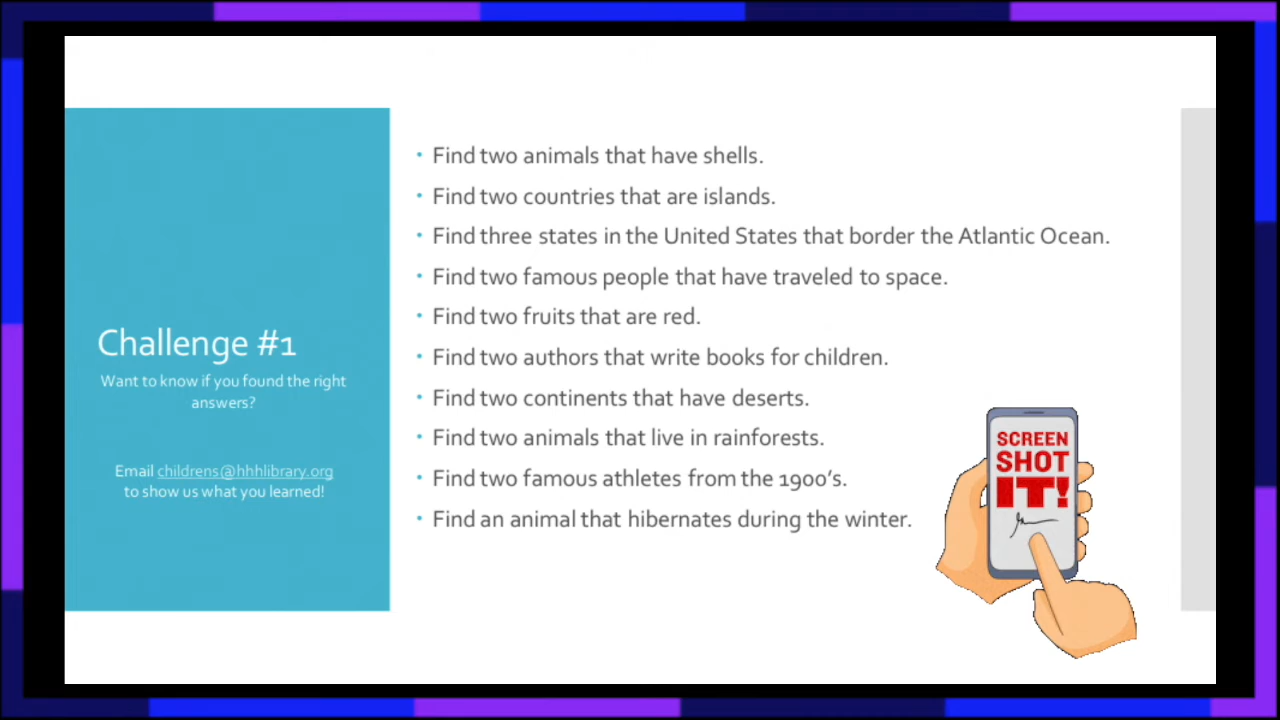 Challenge #1
Want to know if you found the right
answers?
Email childrens@hhhlibrary.org
to show us what you learned!
• Find two animals that have shells.
• Find two countries that are islands.
• Find three states in the United States that border the Atlantic Ocean.
• Find two famous people that have traveled to space.
• Find two fruits that are red.
• Find two authors that write books for children.
• Find two continents that have deserts.
• Find two animals that live in rainforests.
• Find two famous athletes from the 1900's.
• Find an animal that hibernates during the winter.
SCREEN
SHOT
IT!